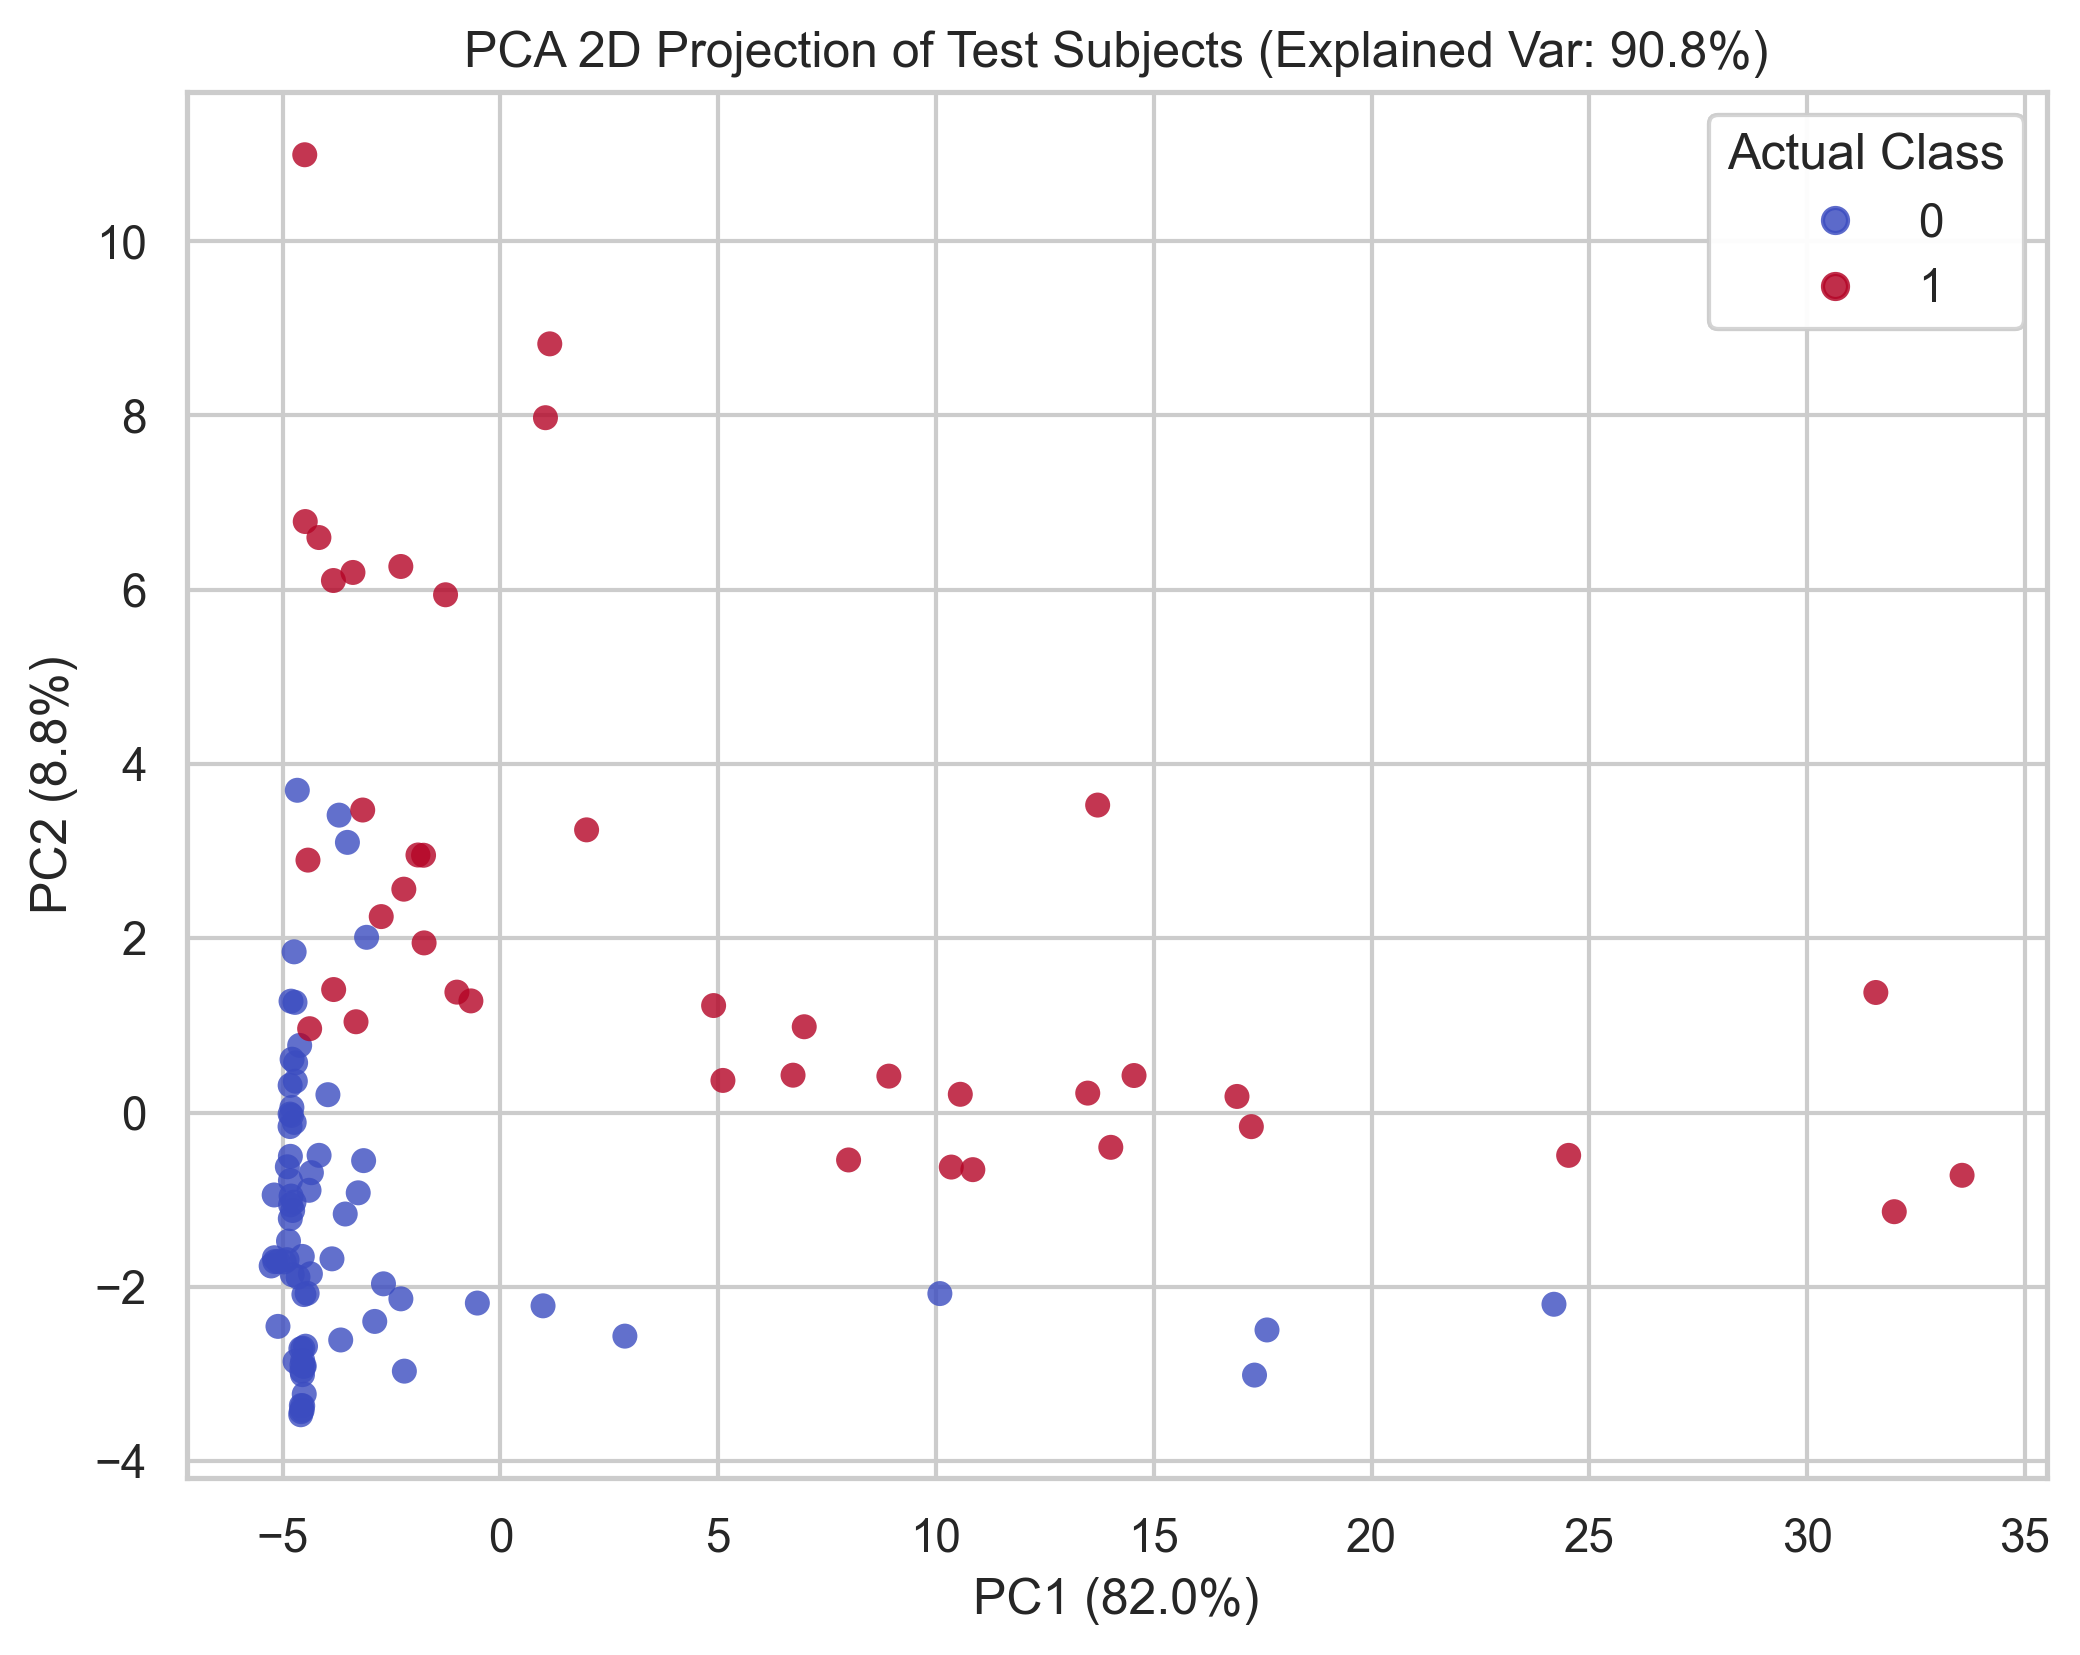 PCA 2D Projection of Test Subjects (Explained Var: 90.8%)
Actual Class
0
1
10
8
6
4
2
0
−2
−4
PC2 (8.8%)
−5 0 5 10 15 20 25 30 35
PC1 (82.0%)